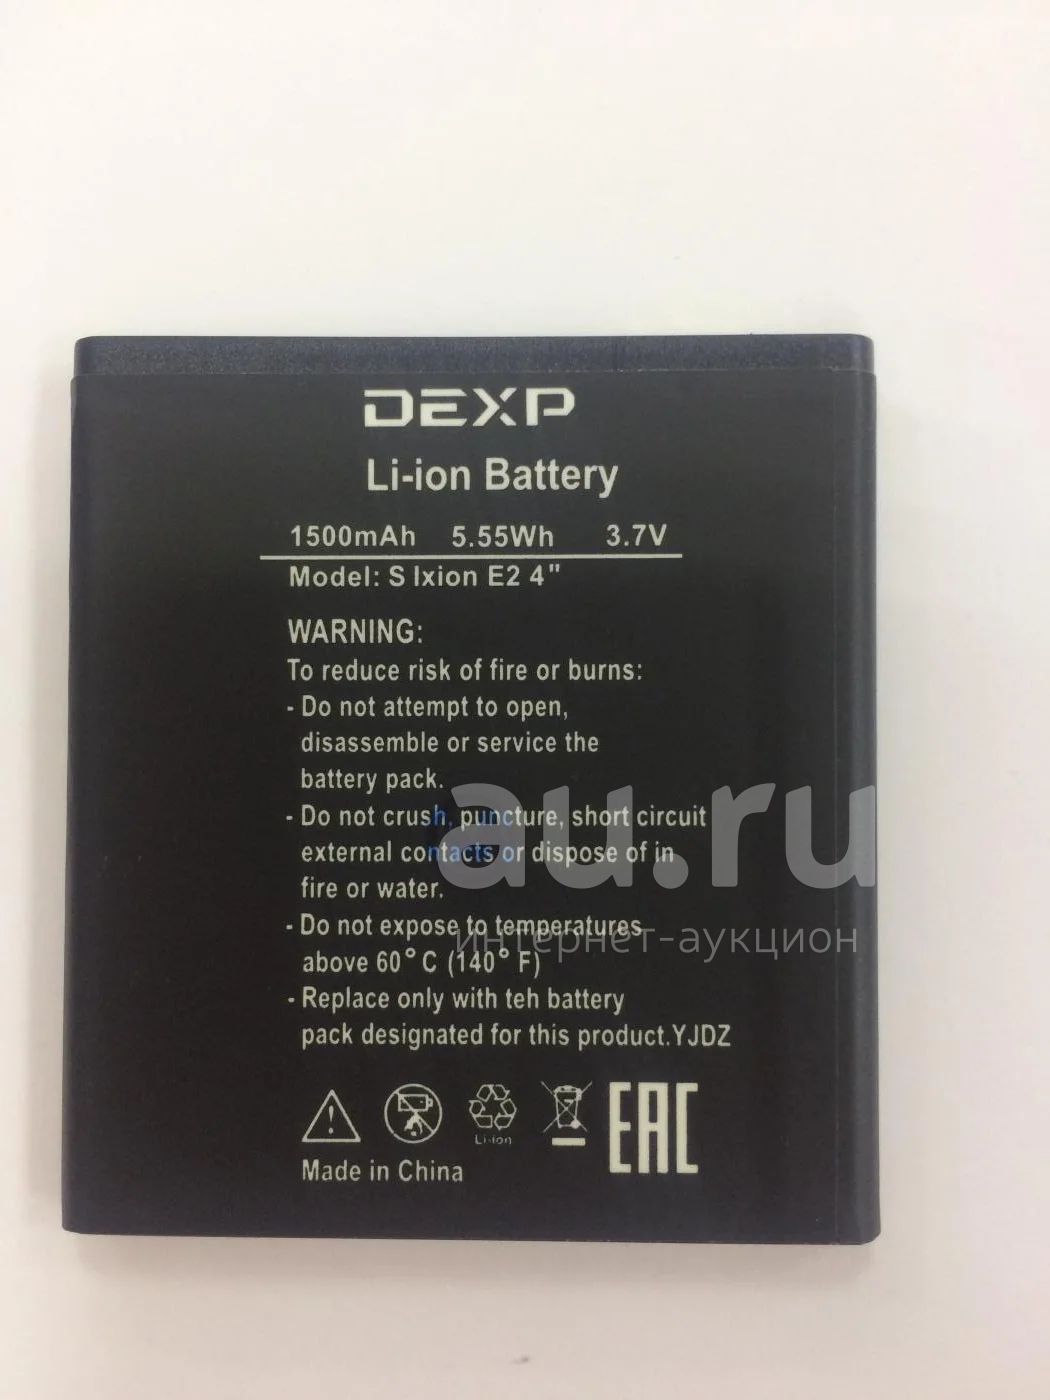 DEXP
Li-ion Battery
1500mAh 5.55Wh 3.7V
Model: S Ixion E2 4"
WARNING:
To reduce risk of fire or burns:
- Do not attempt to open,
disassemble or service the
battery pack.
- Do not crush, puncture, short circuit
external contacts or dispose of in
fire or water.
- Do not expose to temperatures
above 60°C (140°F)
- Replace only with teh battery
pack designated for this product.YJDZ
Li-ion
EAC
Made in China
au.ru
интернет-аукцион